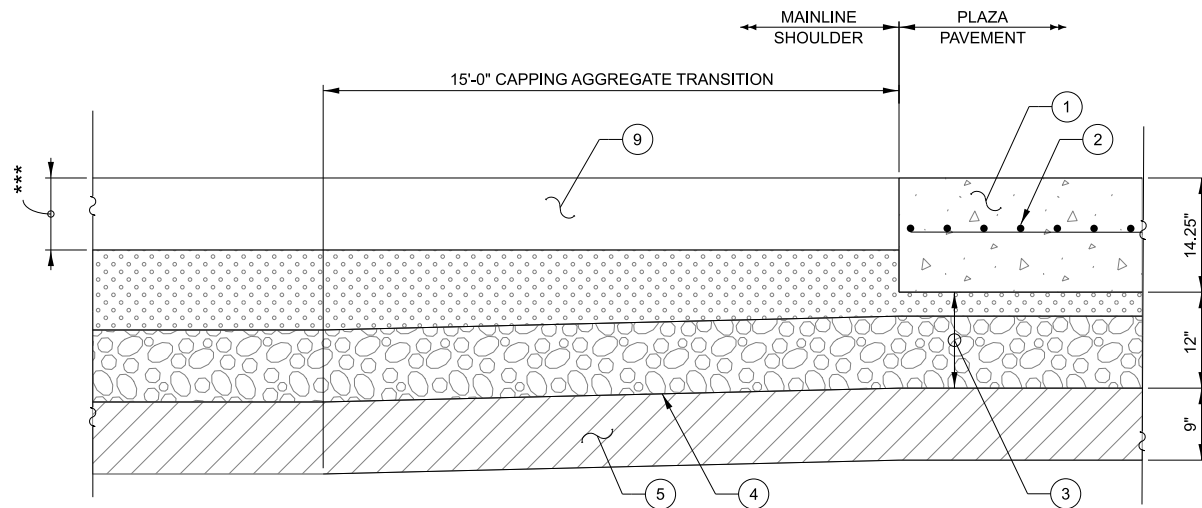 MAINLINE
SHOULDER
PLAZA
PAVEMENT
15'-0" CAPPING AGGREGATE TRANSITION
9
1
2
***
14.25"
12"
9"
5
4
3